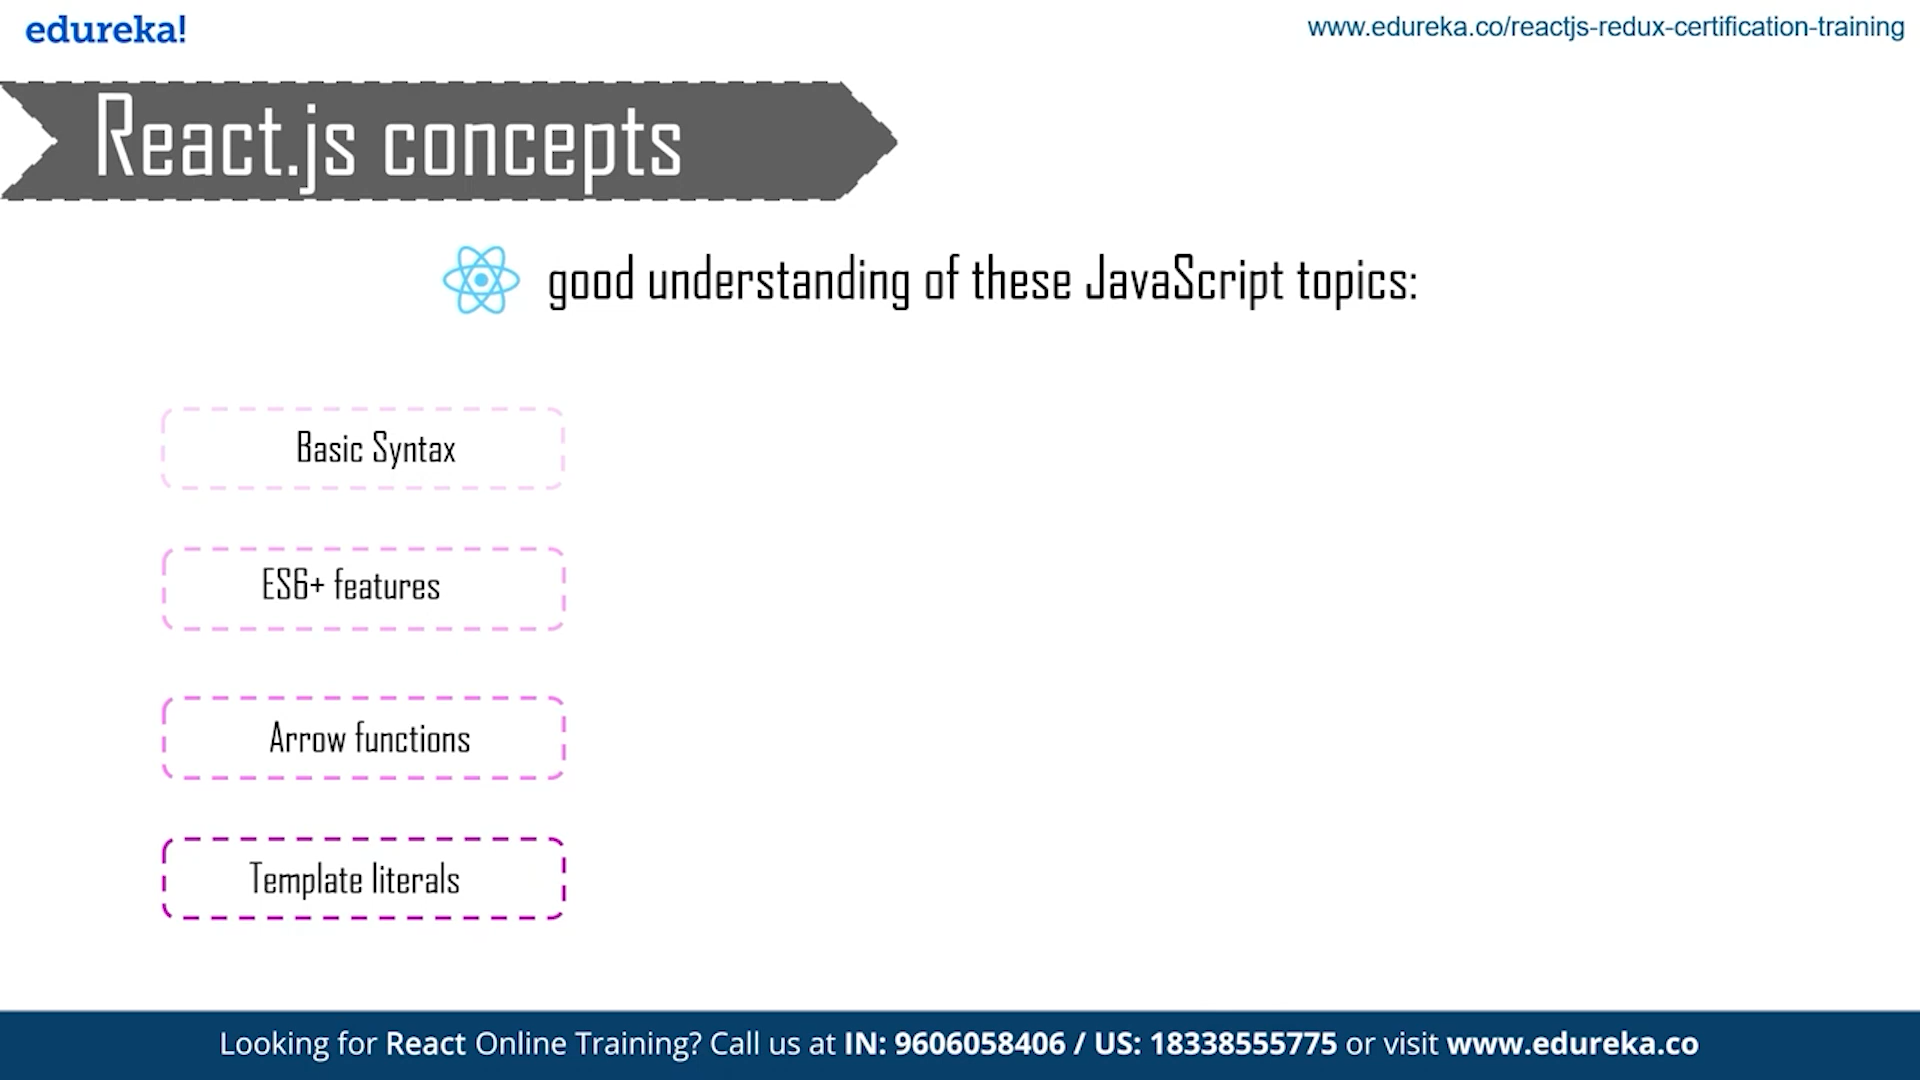 edureka!
www.edureka.co/reactjs-redux-certification-training
React.js concepts
good understanding of these JavaScript topics:
Basic Syntax
ES6+ features
Arrow functions
Template literals
Looking for React Online Training? Call us at IN: 9606058406 / US: 18338555775 or visit www.edureka.co